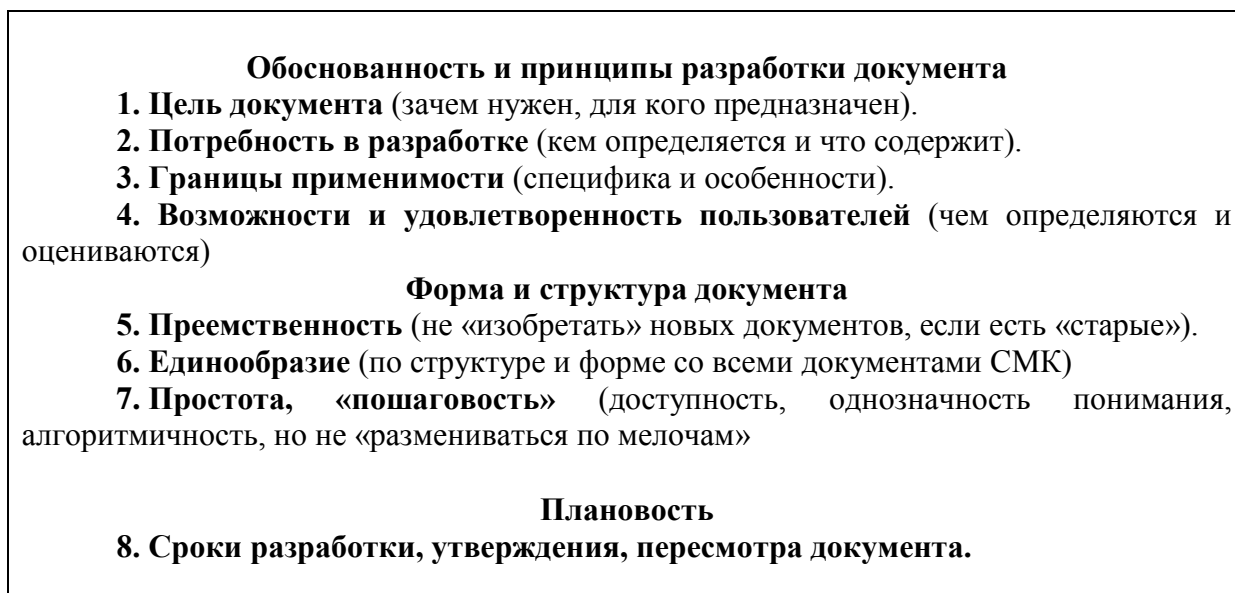 Обоснованность и принципы разработки документа
1. Цель документа (зачем нужен, для кого предназначен).
2. Потребность в разработке (кем определяется и что содержит).
3. Границы применимости (специфика и особенности).
4. Возможности и удовлетворенность пользователей (чем определяются и
оцениваются)
Форма и структура документа
5. Преемственность (не «изобретать» новых документов, если есть «старые»).
6. Единообразие (по структуре и форме со всеми документами СМК)
7. Простота, «пошаговость» (доступность, однозначность понимания,
алгоритмичность, но не «размениваться по мелочам»
Плановость
8. Сроки разработки, утверждения, пересмотра документа.